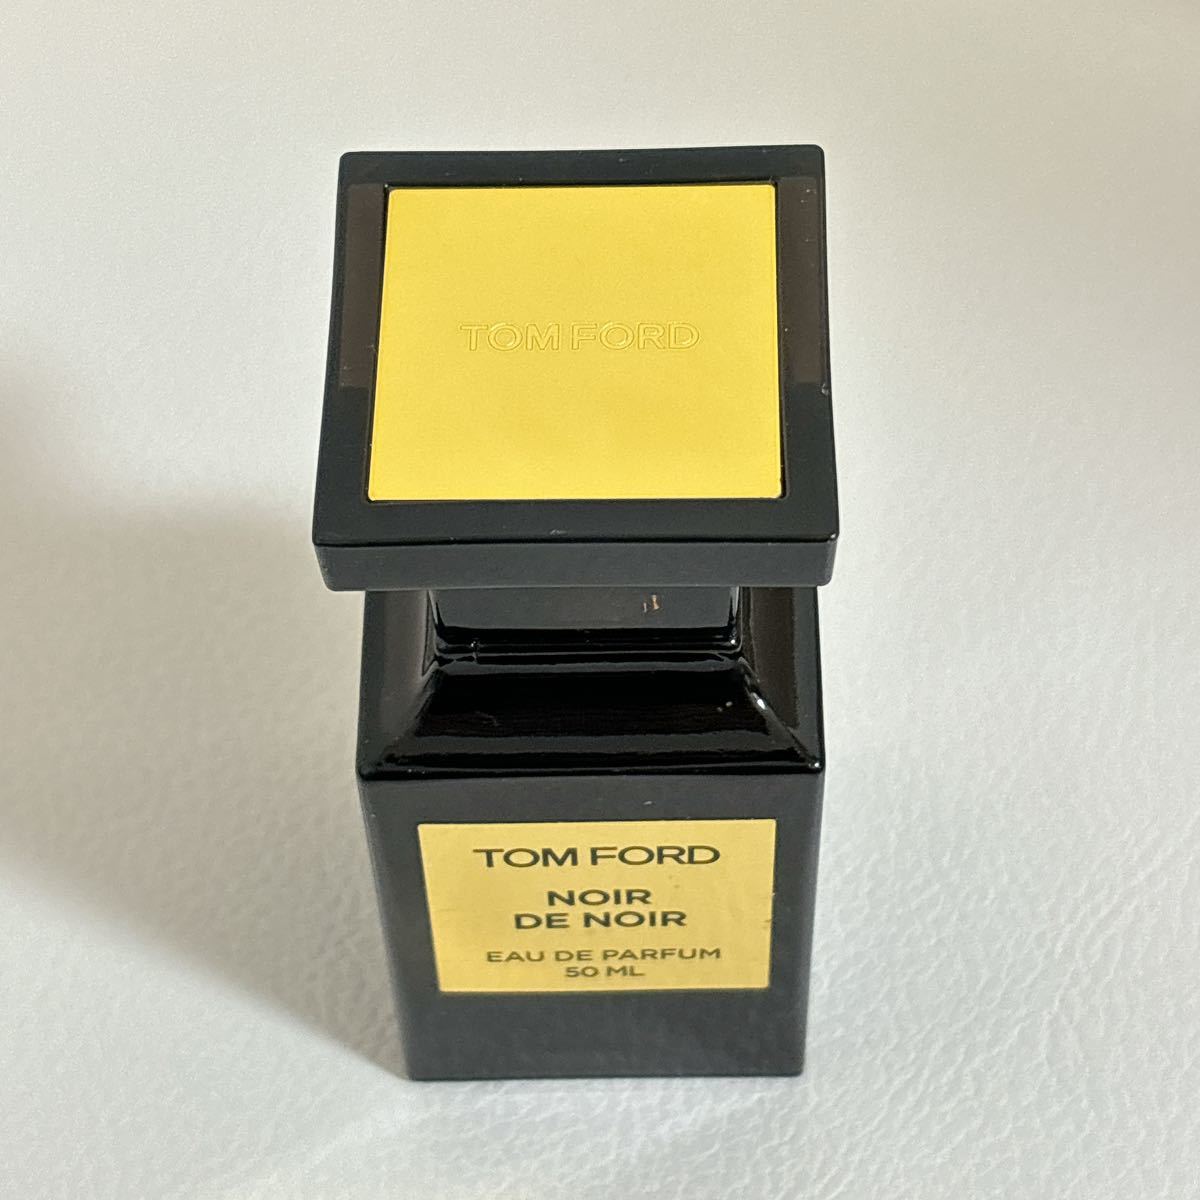 TOM FORD
TOM FORD
NOIR
DE NOIR
EAU DE PARFUM
50 ML